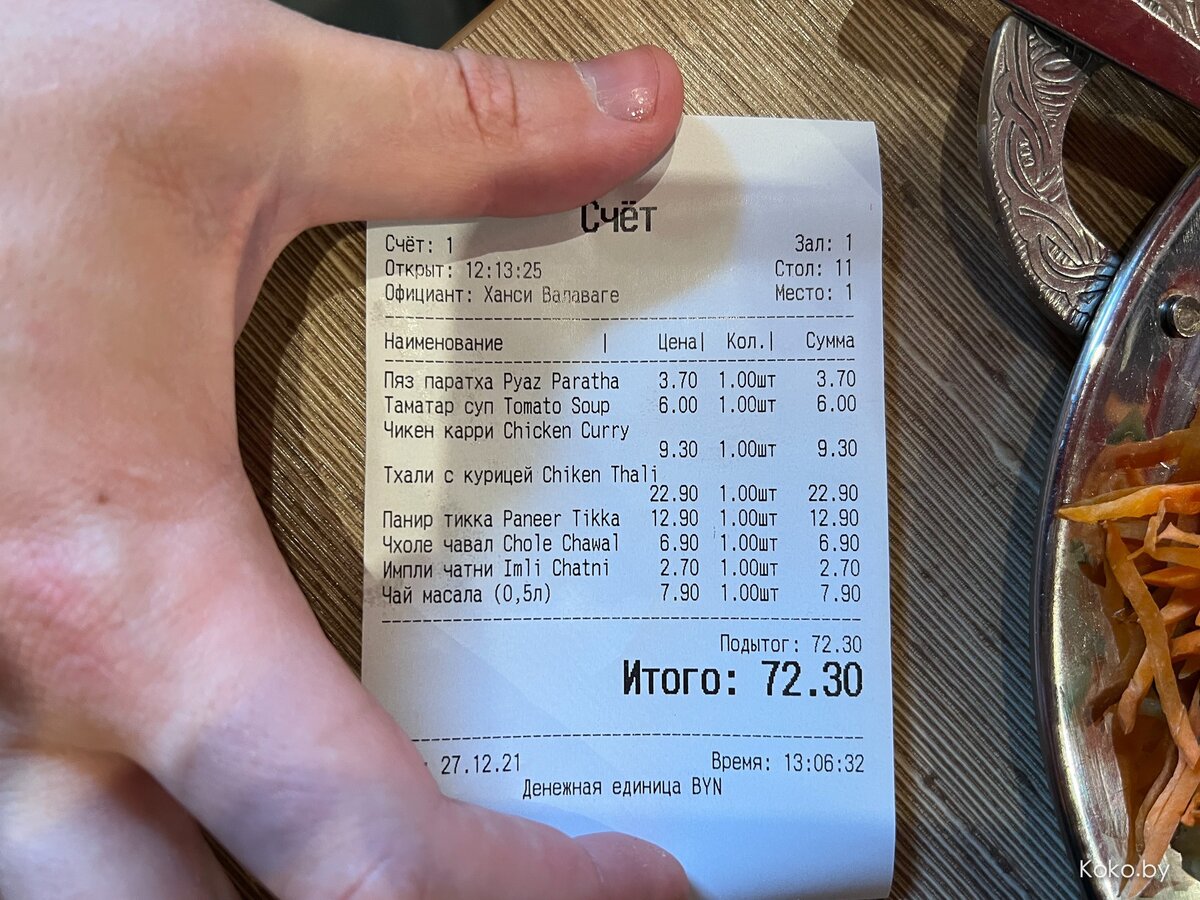 Счёт
Счёт: 1 Зал: 1
Открыт: 12:13:25 Стол: 11
Официант: Ханси Валаваге Место: 1
Наименование | Цена| Кол.| Сумма
Пяз паратха Pyaz Paratha 3.70 1.00шт 3.70
Таматар суп Tomato Soup 6.00 1.00шт 6.00
Чикен карри Chicken Curry
9.30 1.00шт 9.30
Тхали с курицей Chiken Thali
22.90 1.00шт 22.90
Панир тикка Paneer Tikka 12.90 1.00шт 12.90
Чхоле чавал Chole Chawal 6.90 1.00шт 6.90
Импли чатни Imli Chatni 2.70 1.00шт 2.70
Чай масала (0,5л) 7.90 1.00шт 7.90
Подытог: 72.30
Итого: 72.30
: 27.12.21 Время: 13:06:32
Денежная единица BYN
Koko.by